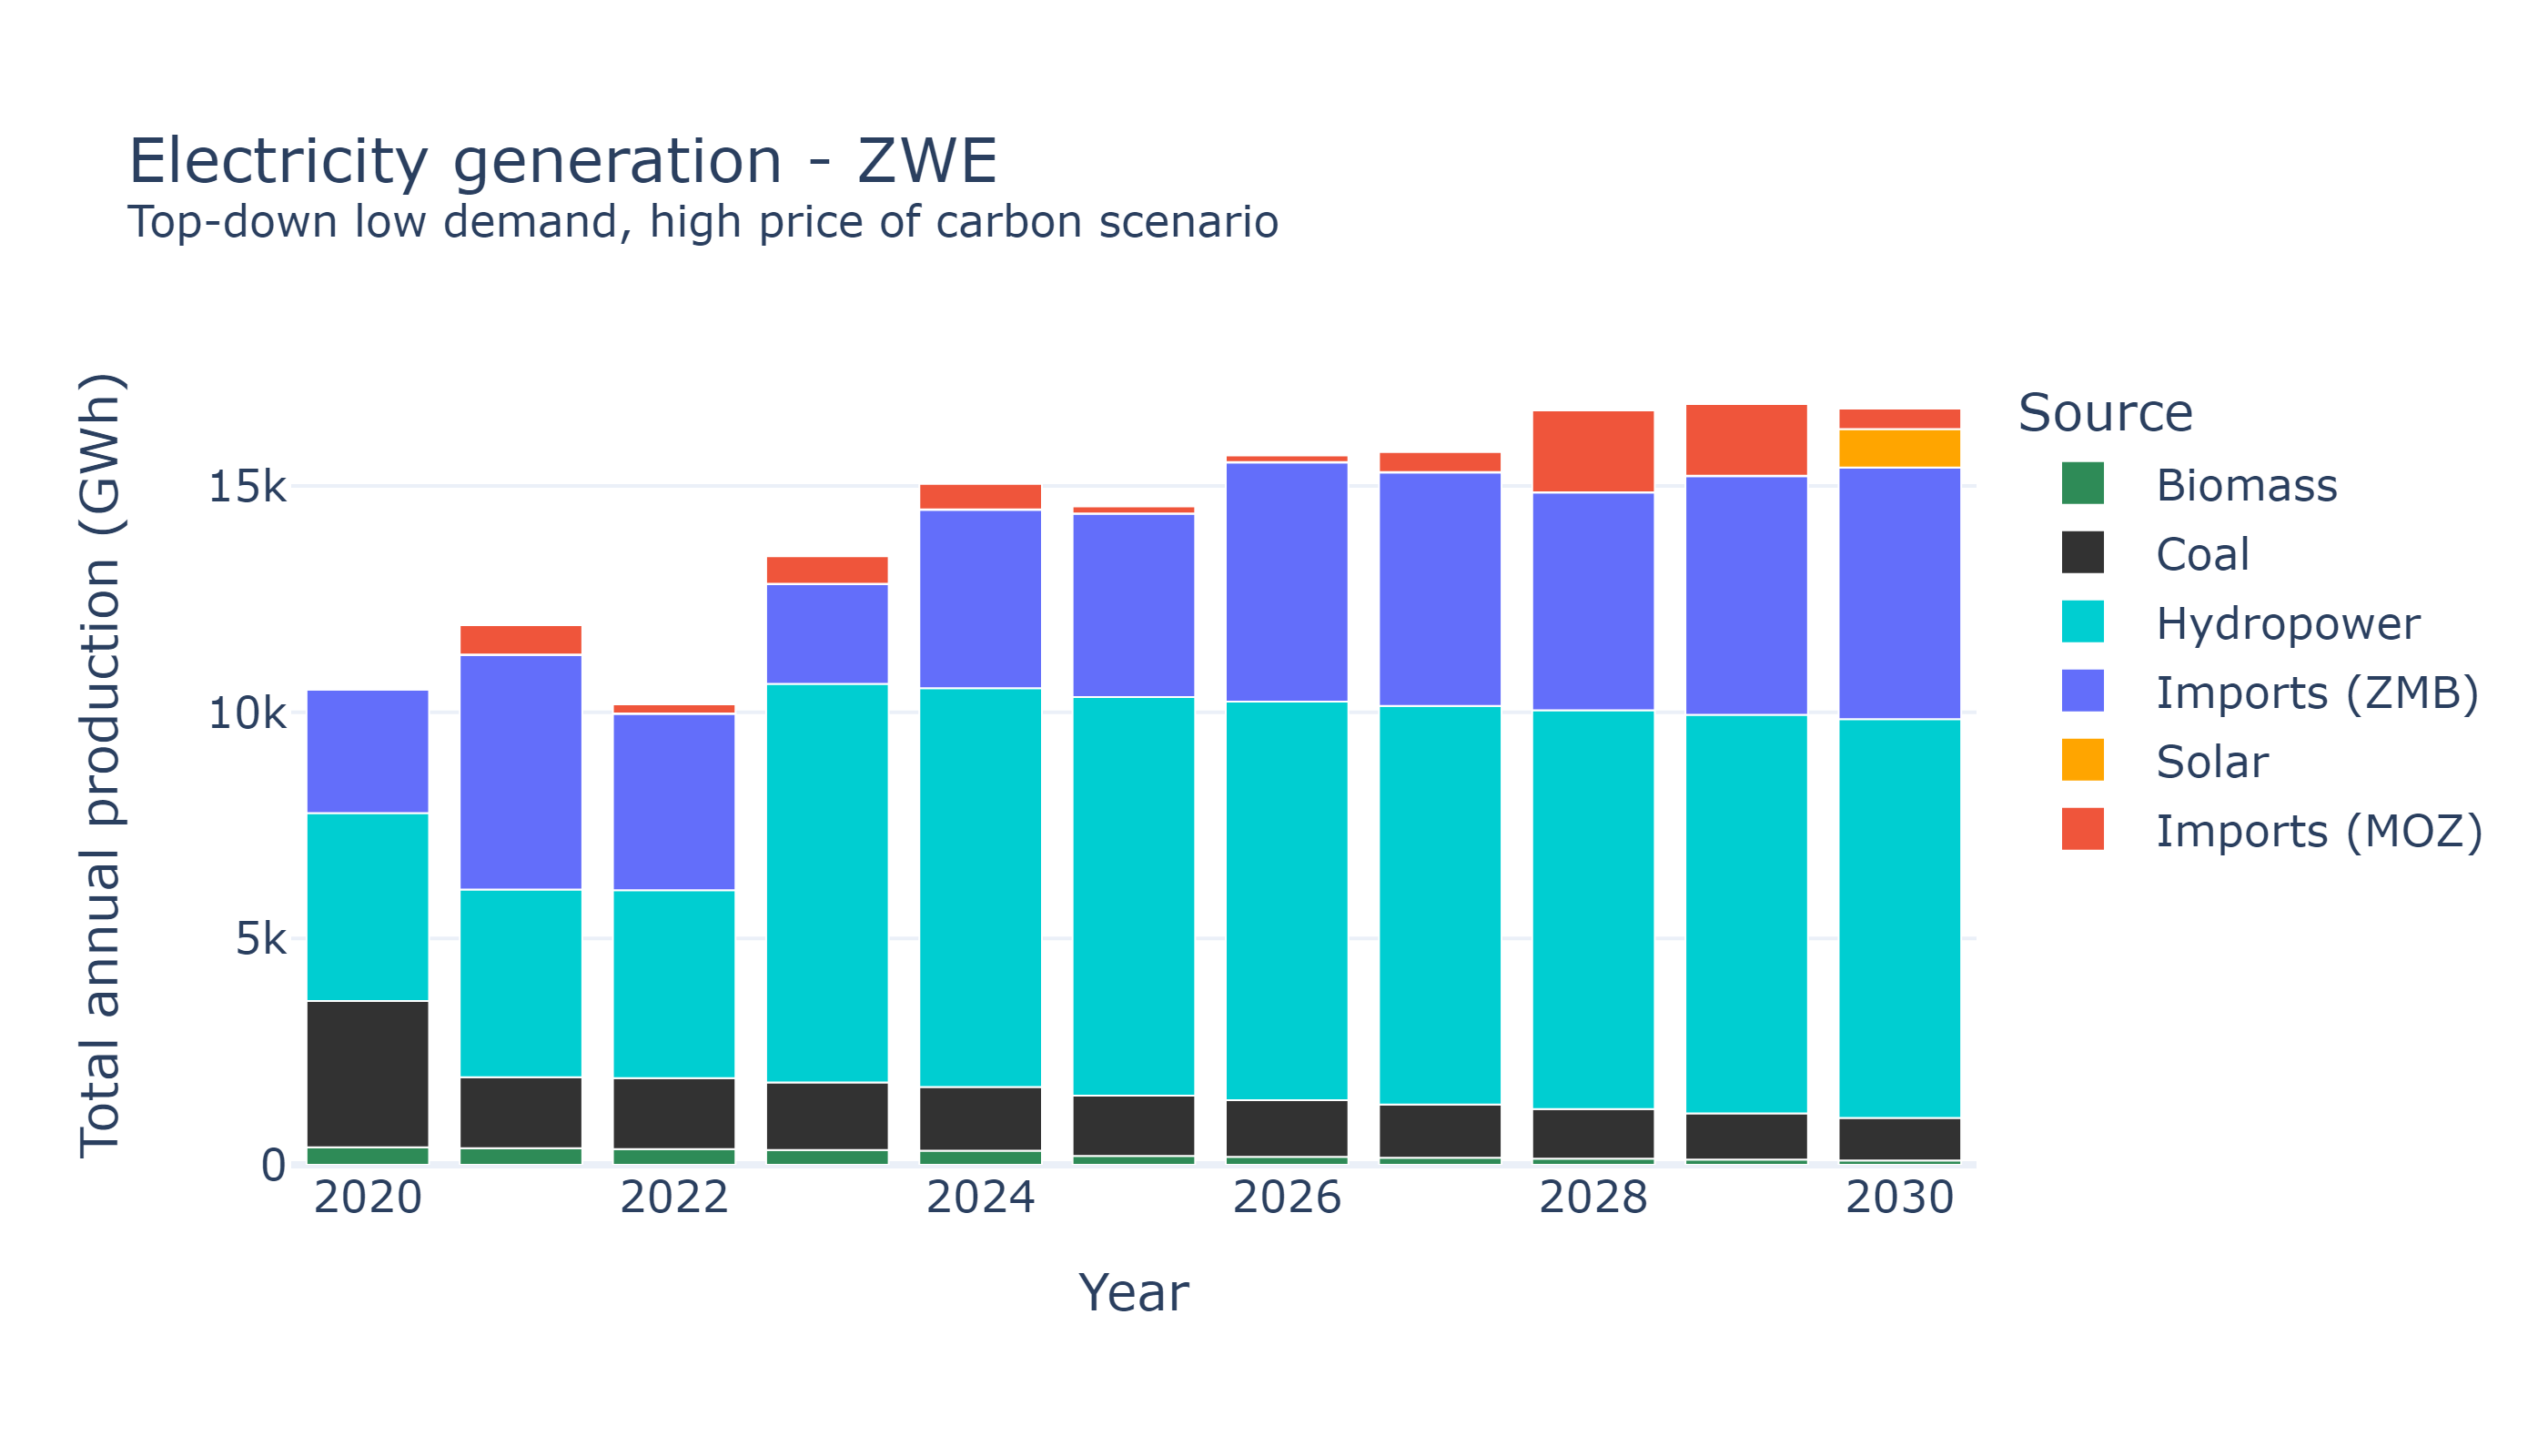 Electricity generation - ZWE
Top-down low demand, high price of carbon scenario
Total annual production (GWh)
15k
10k
5k
0
2020 2022 2024 2026 2028 2030
Year
Source
Biomass
Coal
Hydropower
Imports (ZMB)
Solar
Imports (MOZ)